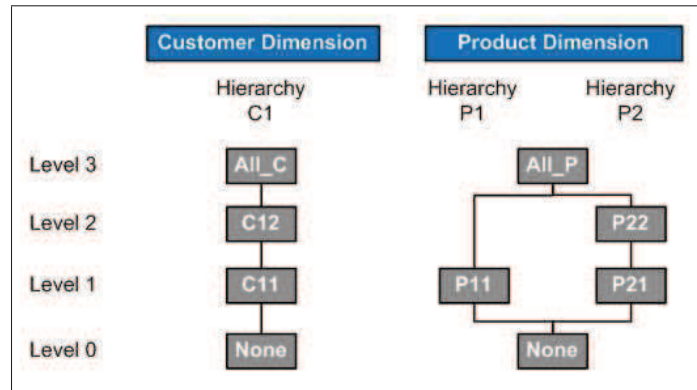 Customer Dimension Product Dimension
Hierarchy C1 Hierarchy P1 Hierarchy P2
Level 3 All_C All_P
Level 2 C12 P22
Level 1 C11 P11 P21
Level 0 None None